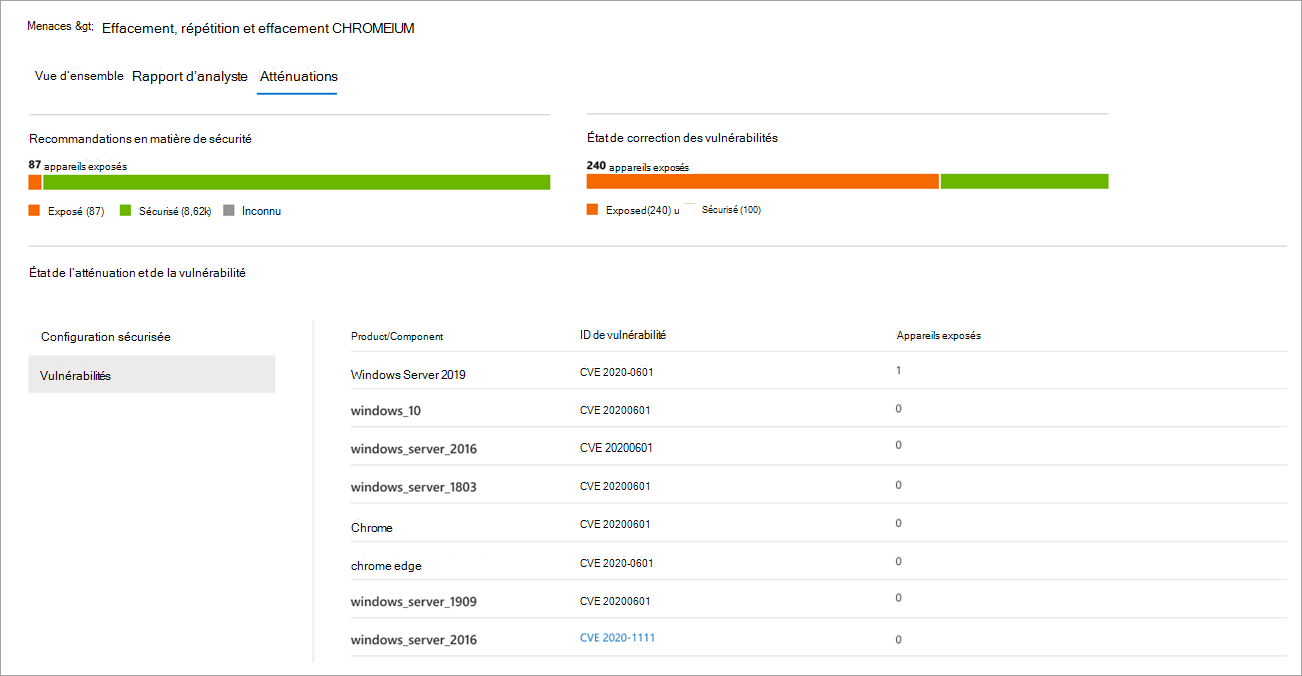 Menaces &gt; Effacement, répétition et effacement CHROMEIUM
Vue d'ensemble Rapport d'analyste Atténuations
Recommandations en matière de sécurité
87 appareils exposés
Exposé (87) Sécurisé (8,62k) Inconnu
État de correction des vulnérabilités
240 appareils exposés
Exposed(240) u Sécurisé (100)
État de l'atténuation et de la vulnérabilité
Configuration sécurisée
Vulnérabilités
Product/Component ID de vulnérabilité Appareils exposés
Windows Server 2019 CVE 2020-0601 1
windows_10 CVE 20200601 0
windows_server_2016 CVE 20200601 0
windows_server_1803 CVE 20200601 0
Chrome CVE 20200601 0
chrome edge CVE 2020-0601 0
windows_server_1909 CVE 20200601 0
windows_server_2016 CVE 2020-1111 0